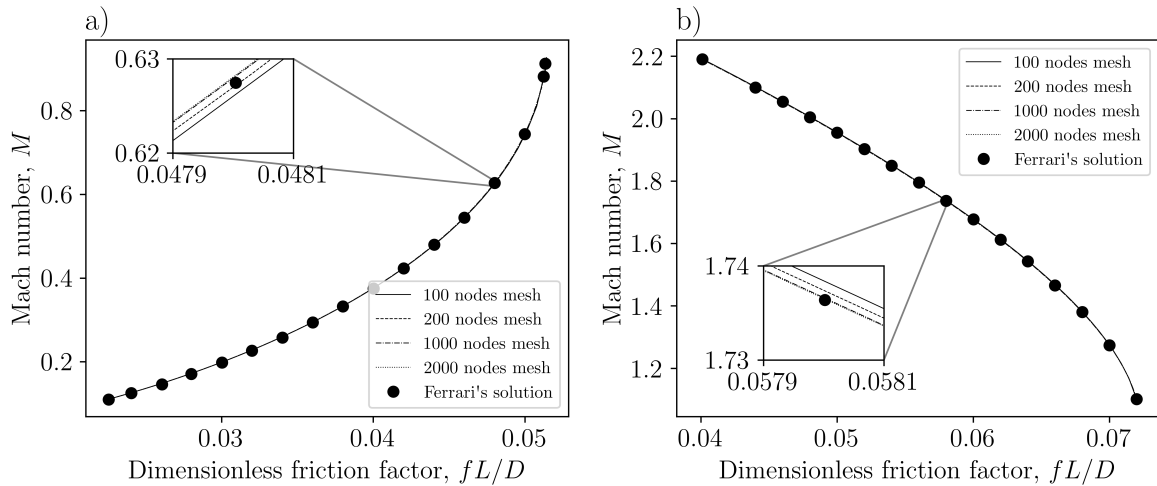 a)
0.63
0.62
0.0479 0.0481
0.8
0.6
0.4
0.2
0.03 0.04 0.05
Mach number, M
Dimensionless friction factor, fL/D
100 nodes mesh
200 nodes mesh
1000 nodes mesh
2000 nodes mesh
Ferrari's solution
b)
2.2
2.0
1.8
1.6
1.4
1.2
0.04 0.05 0.06 0.07
Mach number, M
Dimensionless friction factor, fL/D
100 nodes mesh
200 nodes mesh
1000 nodes mesh
2000 nodes mesh
Ferrari's solution
1.74
1.73
0.0579 0.0581